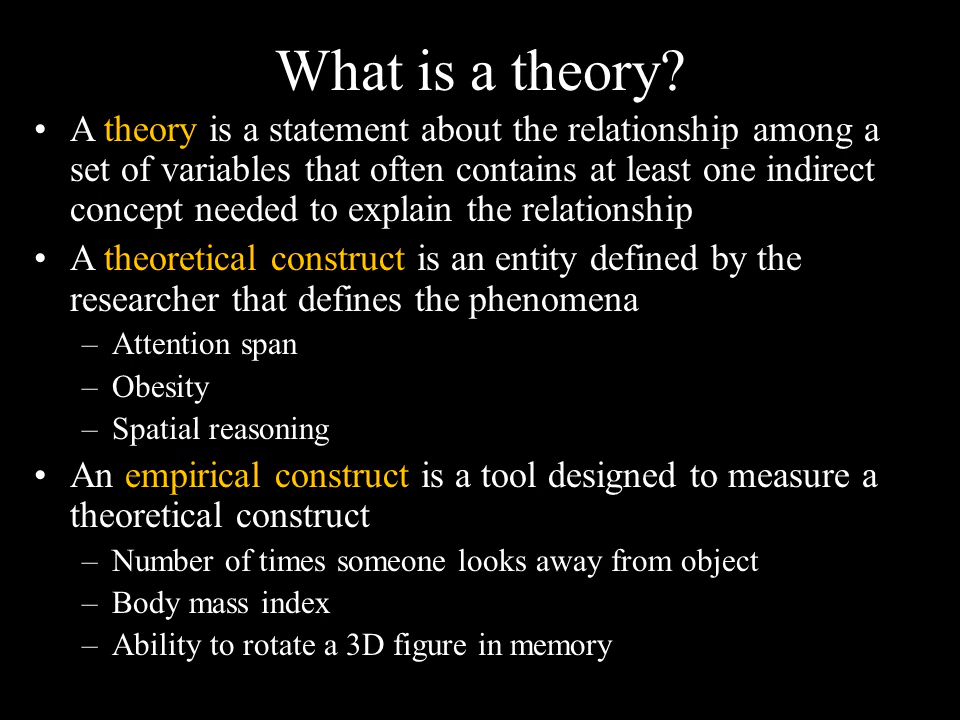 What is a theory?
• A theory is a statement about the relationship among a
set of variables that often contains at least one indirect
concept needed to explain the relationship
• A theoretical construct is an entity defined by the
researcher that defines the phenomena
– Attention span
– Obesity
– Spatial reasoning
• An empirical construct is a tool designed to measure a
theoretical construct
– Number of times someone looks away from object
– Body mass index
– Ability to rotate a 3D figure in memory